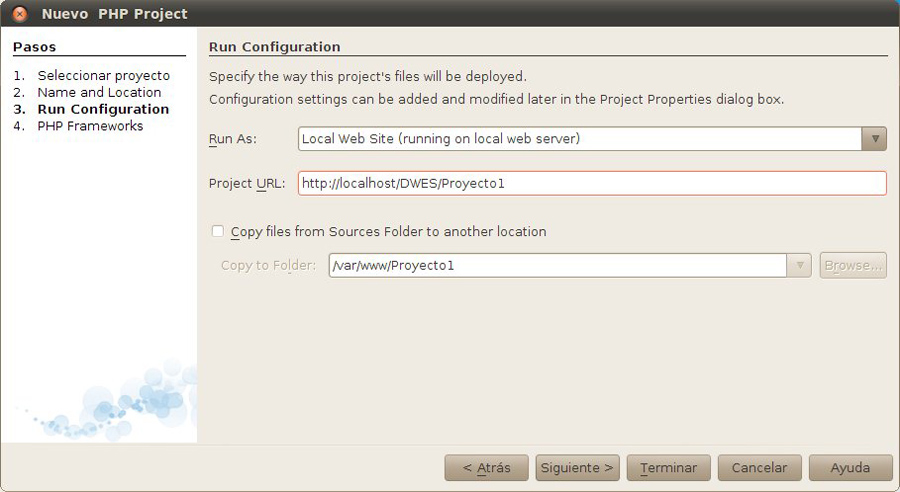 Nuevo PHP Project
Pasos
1. Seleccionar proyecto
2. Name and Location
3. Run Configuration
4. PHP Frameworks
Run Configuration
Specify the way this project's files will be deployed.
Configuration settings can be added and modified later in the Project Properties dialog box.
Run As: Local Web Site (running on local web server)
Project URL: http://localhost/DWES/Proyecto1
Copy files from Sources Folder to another location
Copy to Folder: /var/www/Proyecto1 Browse...
< Atrás Siguiente > Terminar Cancelar Ayuda